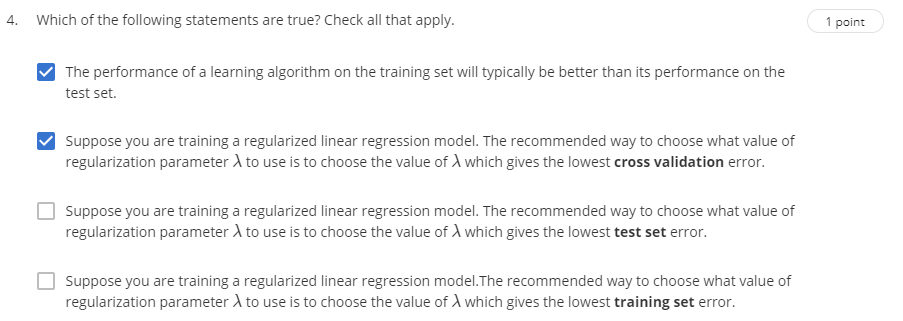 4. Which of the following statements are true? Check all that apply.
1 point
The performance of a learning algorithm on the training set will typically be better than its performance on the
test set.
Suppose you are training a regularized linear regression model. The recommended way to choose what value of
regularization parameter λ to use is to choose the value of λ which gives the lowest cross validation error.
Suppose you are training a regularized linear regression model. The recommended way to choose what value of
regularization parameter λ to use is to choose the value of λ which gives the lowest test set error.
Suppose you are training a regularized linear regression model.The recommended way to choose what value of
regularization parameter λ to use is to choose the value of λ which gives the lowest training set error.